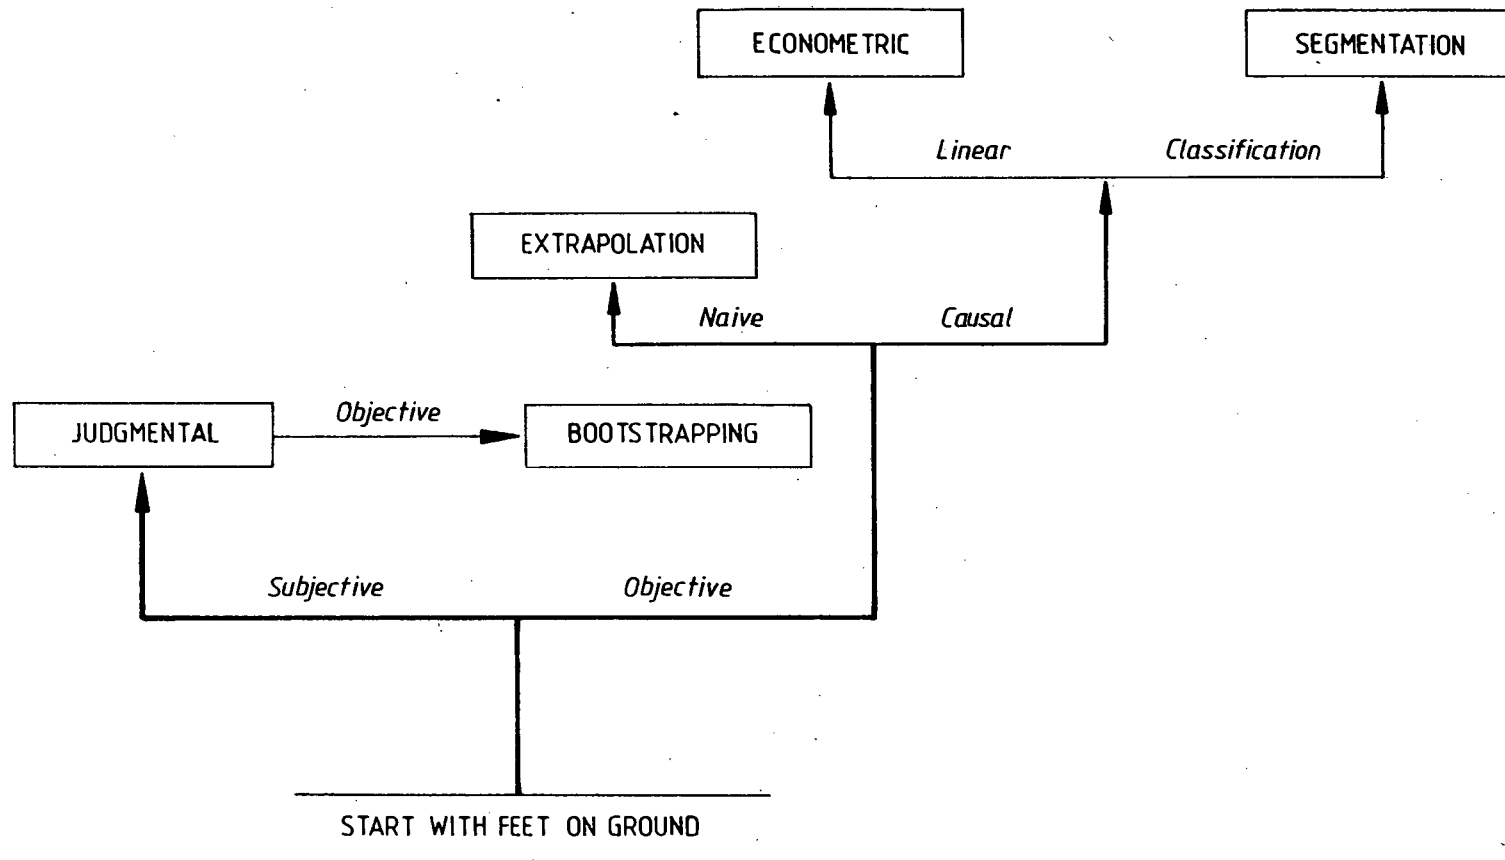 ECONOMETRIC
SEGMENTATION
Linear
Classification
EXTRAPOLATION
Naive
Causal
JUDGMENTAL
Objective
BOOTSTRAPPING
Subjective
Objective
START WITH FEET ON GROUND